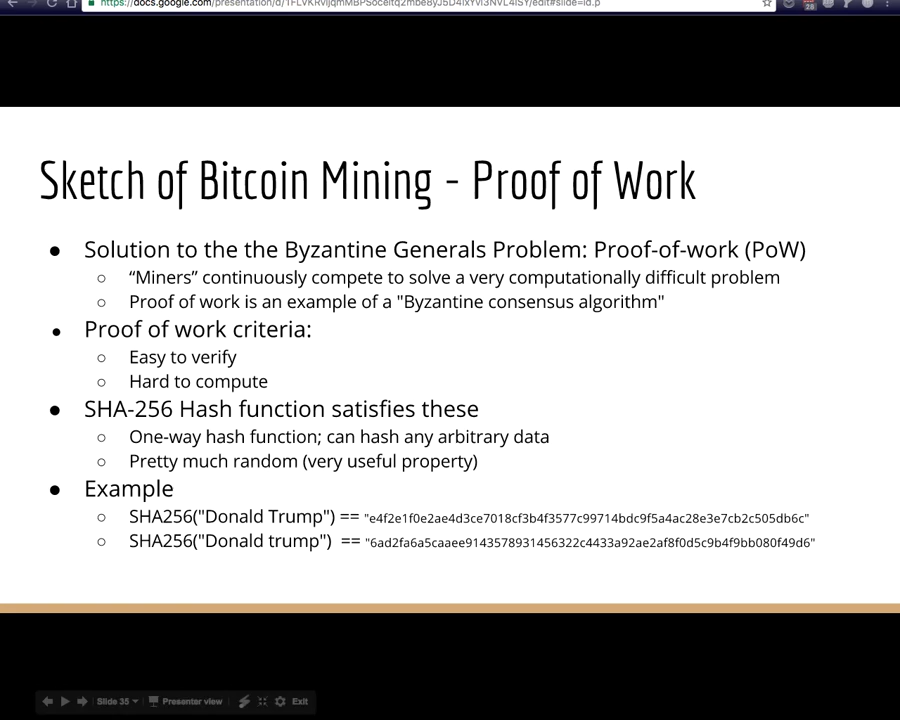 Sketch of Bitcoin Mining - Proof of Work
● Solution to the the Byzantine Generals Problem: Proof-of-work (PoW)
○ “Miners” continuously compete to solve a very computationally difficult problem
○ Proof of work is an example of a "Byzantine consensus algorithm"
● Proof of work criteria:
○ Easy to verify
○ Hard to compute
● SHA-256 Hash function satisfies these
○ One-way hash function; can hash any arbitrary data
○ Pretty much random (very useful property)
● Example
○ SHA256("Donald Trump") == "e4f2e1f0e2ae4d3ce7018cf3b4f3577c99714bdc9f5a4ac28e3e7cb2c505db6c"
○ SHA256("Donald trump") == "6ad2fa6a5caaee9143578931456322c4433a92ae2af8f0d5c9b4f9bb080f49d6"
Slide 35 Presenter view Exit